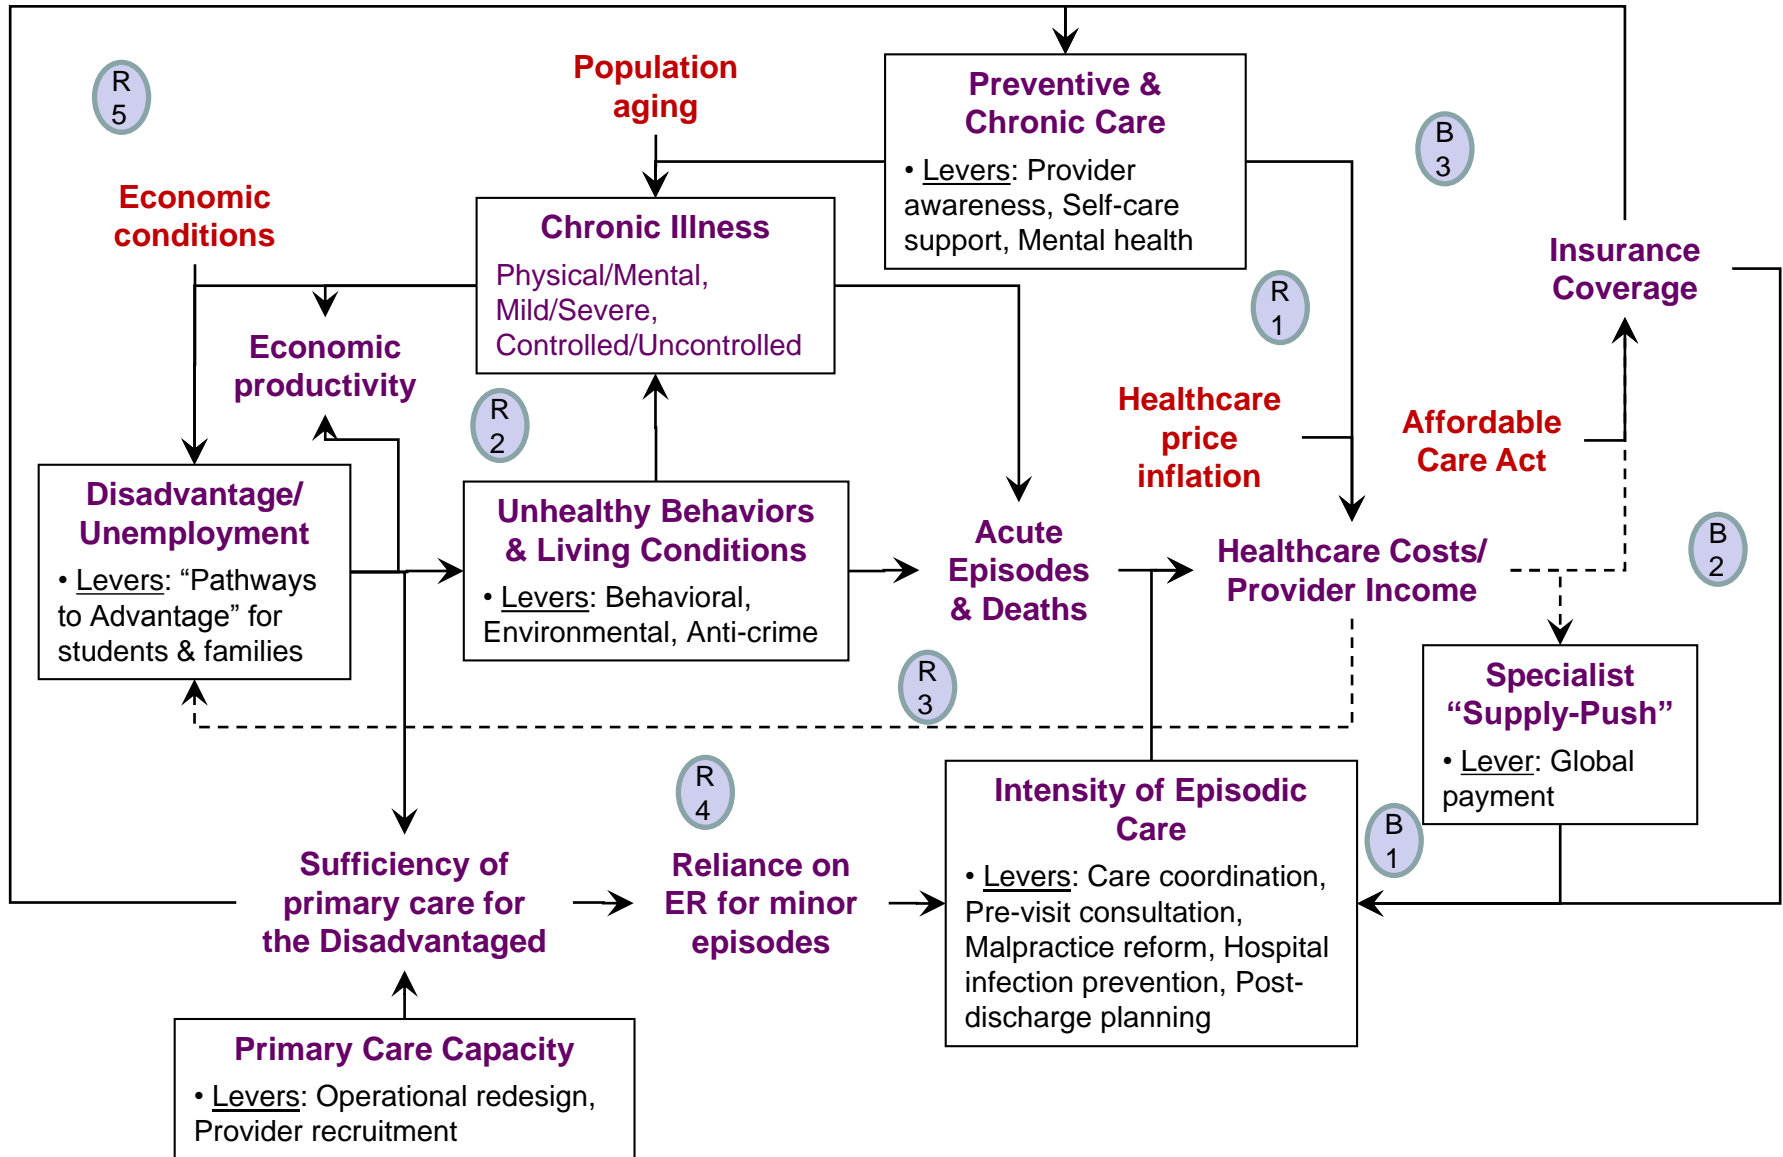 R
5
Population
aging
Preventive &
Chronic Care
• Levers: Provider
awareness, Self-care
support, Mental health
B
3
Economic
conditions
Chronic Illness
Physical/Mental,
Mild/Severe,
Controlled/Uncontrolled
Insurance
Coverage
R
1
Economic
productivity
R
2
Healthcare
price
inflation
Affordable
Care Act
Disadvantage/
Unemployment
• Levers: “Pathways
to Advantage” for
students & families
Unhealthy Behaviors
& Living Conditions
• Levers: Behavioral,
Environmental, Anti-crime
Acute
Episodes
& Deaths
Healthcare Costs/
Provider Income
B
2
R
3
Specialist
“Supply-Push”
• Lever: Global
payment
R
4
Intensity of Episodic
Care
• Levers: Care coordination,
Pre-visit consultation,
Malpractice reform, Hospital
infection prevention, Post-
discharge planning
B
1
Sufficiency of
primary care for
the Disadvantaged
Reliance on
ER for minor
episodes
Primary Care Capacity
• Levers: Operational redesign,
Provider recruitment